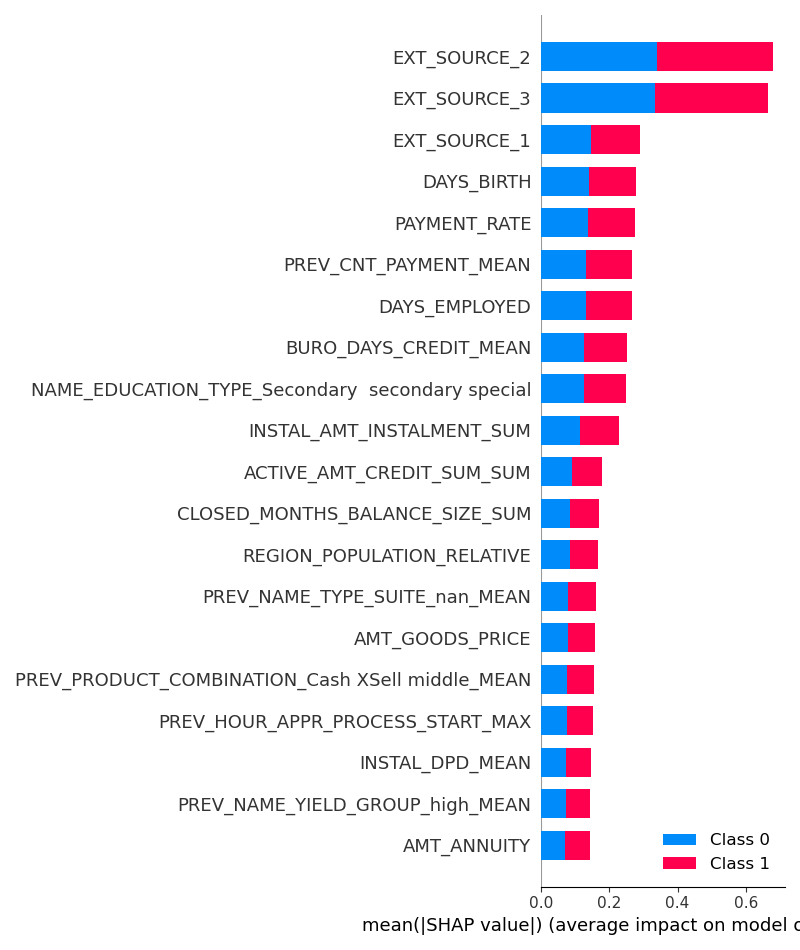 EXT_SOURCE_2
EXT_SOURCE_3
EXT_SOURCE_1
DAYS_BIRTH
PAYMENT_RATE
PREV_CNT_PAYMENT_MEAN
DAYS_EMPLOYED
BURO_DAYS_CREDIT_MEAN
NAME_EDUCATION_TYPE_Secondary  secondary special
INSTAL_AMT_INSTALMENT_SUM
ACTIVE_AMT_CREDIT_SUM_SUM
CLOSED_MONTHS_BALANCE_SIZE_SUM
REGION_POPULATION_RELATIVE
PREV_NAME_TYPE_SUITE_nan_MEAN
AMT_GOODS_PRICE
PREV_PRODUCT_COMBINATION_Cash XSell middle_MEAN
PREV_HOUR_APPR_PROCESS_START_MAX
INSTAL_DPD_MEAN
PREV_NAME_YIELD_GROUP_high_MEAN
AMT_ANNUITY
Class 0
Class 1
0.0 0.2 0.4 0.6
mean(|SHAP value|) (average impact on model